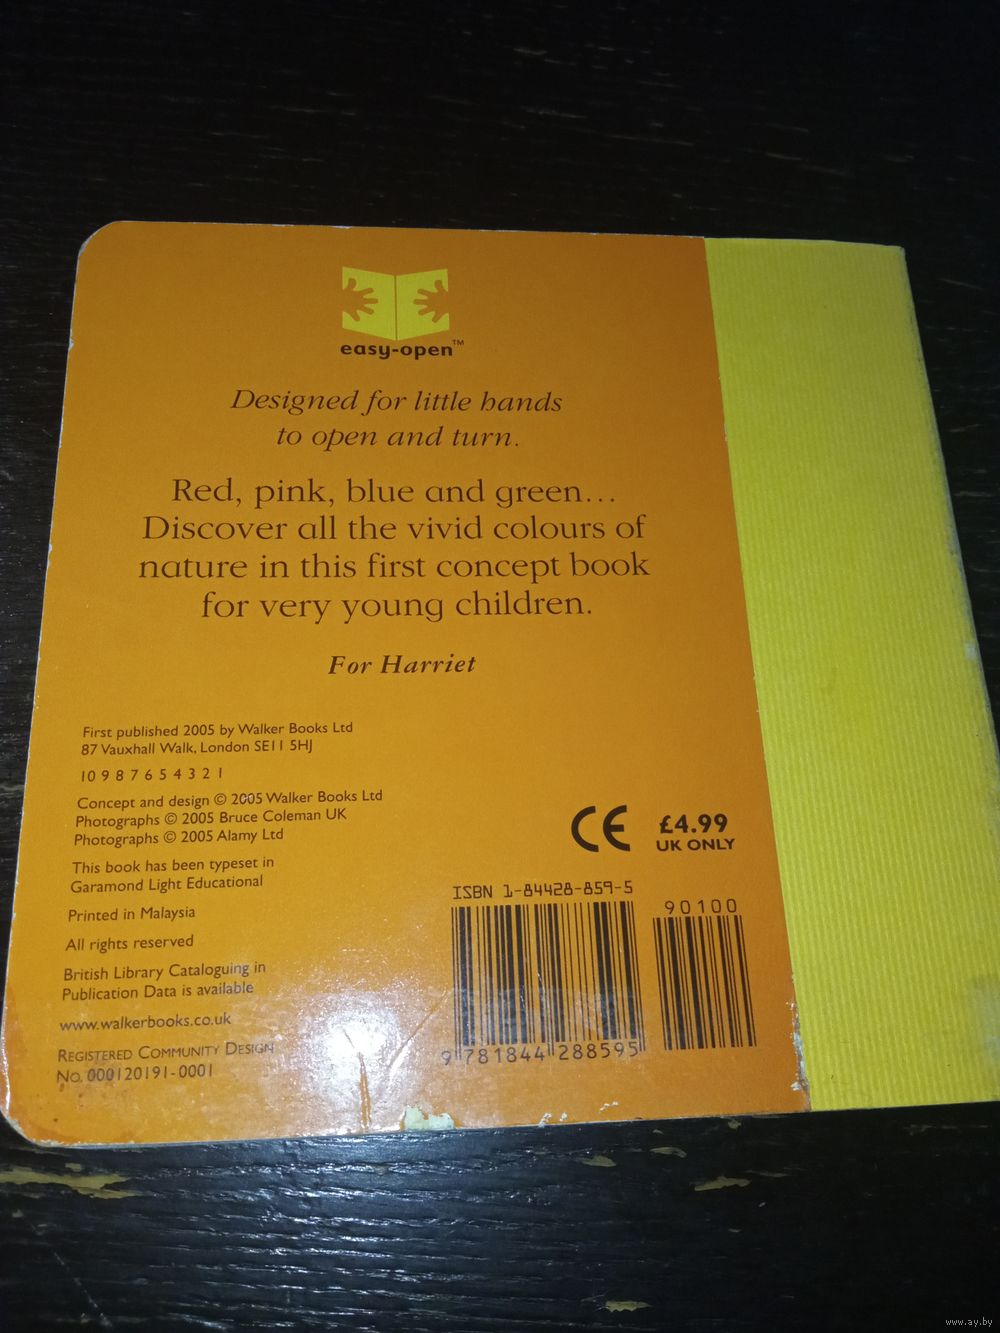 easy-open™
Designed for little hands
to open and turn.
Red, pink, blue and green...
Discover all the vivid colours of
nature in this first concept book
for very young children.
For Harriet
First published 2005 by Walker Books Ltd
87 Vauxhall Walk, London SE11 5HJ
10 9 8 7 6 5 4 3 2 1
Concept and design © 2005 Walker Books Ltd
Photographs © 2005 Bruce Coleman UK
Photographs © 2005 Alamy Ltd
This book has been typeset in
Garamond Light Educational
Printed in Malaysia
All rights reserved
British Library Cataloguing in
Publication Data is available
www.walkerbooks.co.uk
REGISTERED COMMUNITY DESIGN
NO. 000120191-0001
CE
£4.99
UK ONLY
ISBN 1-84428-859-5
90100
9 781844 288595
www.ay.by